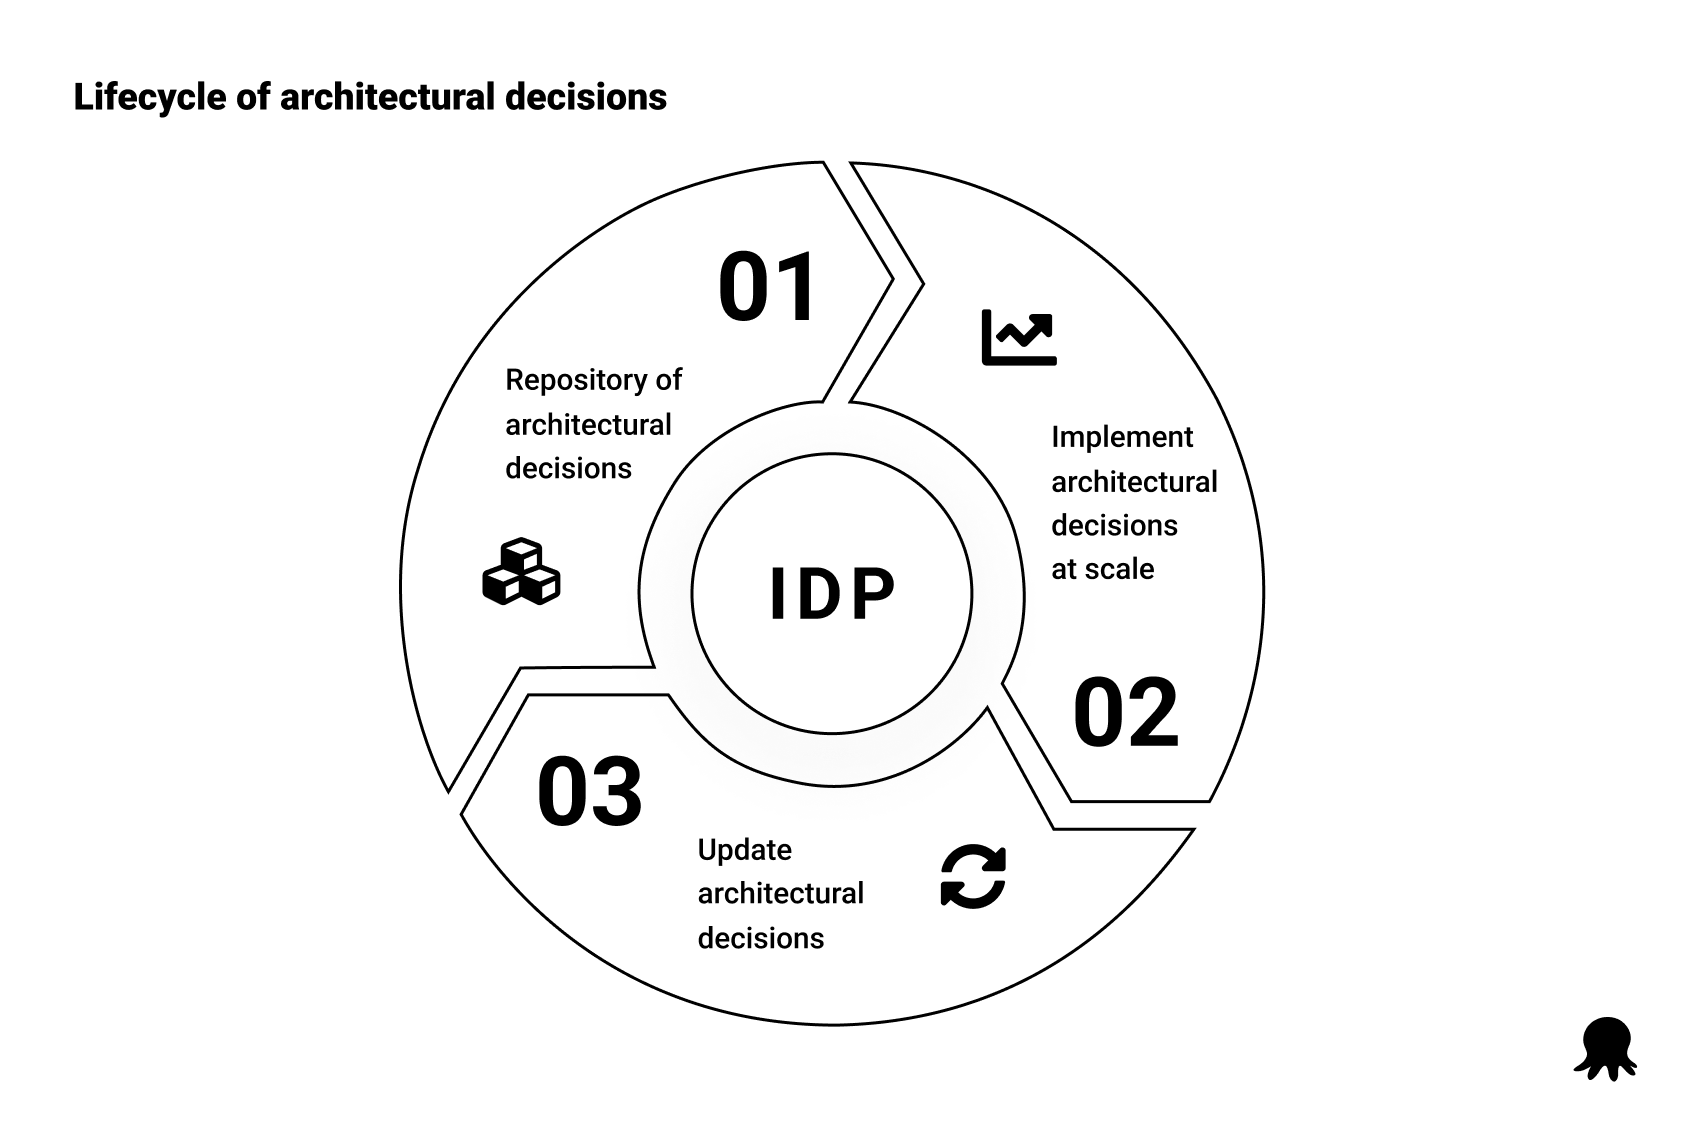 Lifecycle of architectural decisions
01
Repository of
architectural
decisions
Implement
architectural
decisions
at scale
02
IDP
03
Update
architectural
decisions